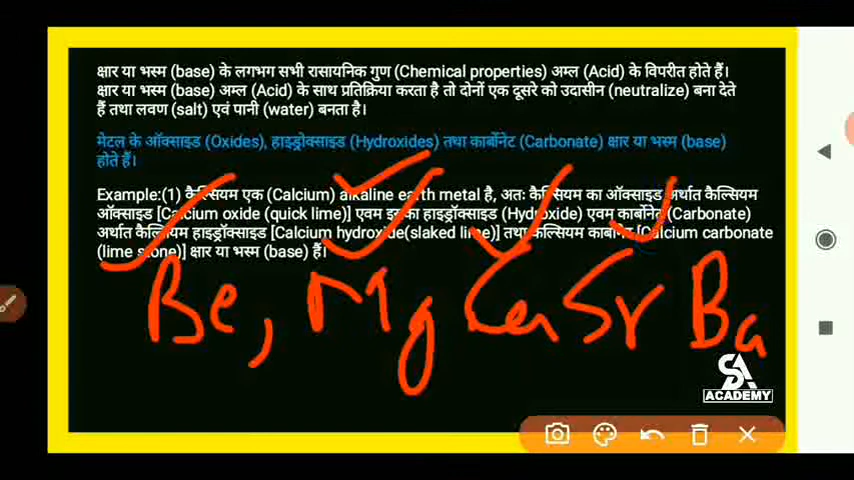 क्षार या भस्म (base) के लगभग सभी रासायनिक गुण (Chemical properties) अम्ल (Acid) के विपरीत होते हैं।
क्षार या भस्म (base) अम्ल (Acid) के साथ प्रतिक्रिया करता है तो दोनों एक दूसरे को उदासीन (neutralize) बना देते
हैं तथा लवण (salt) एवं पानी (water) बनता है।
मेटल के ऑक्साइड (Oxides), हाइड्रोक्साइड (Hydroxides) तथा कार्बोनेट (Carbonate) क्षार या भस्म (base)
होते हैं।
Example:(1) कैल्सियम एक (Calcium) alkaline earth metal है, अतः कैल्सियम का ऑक्साइड अर्थात कैल्सियम
ऑक्साइड [Calcium oxide (quick lime)] एवम इसका हाइड्रॉक्साइड (Hydroxide) एवम कार्बोनेट (Carbonate)
अर्थात कैल्सियम हाइड्रॉक्साइड [Calcium hydroxide(slaked lime)] तथा कैल्सियम कार्बोनेट [Calcium carbonate
(lime stone)] क्षार या भस्म (base) हैं।
Be, Mg Ca Sr Ba
SA
ACADEMY